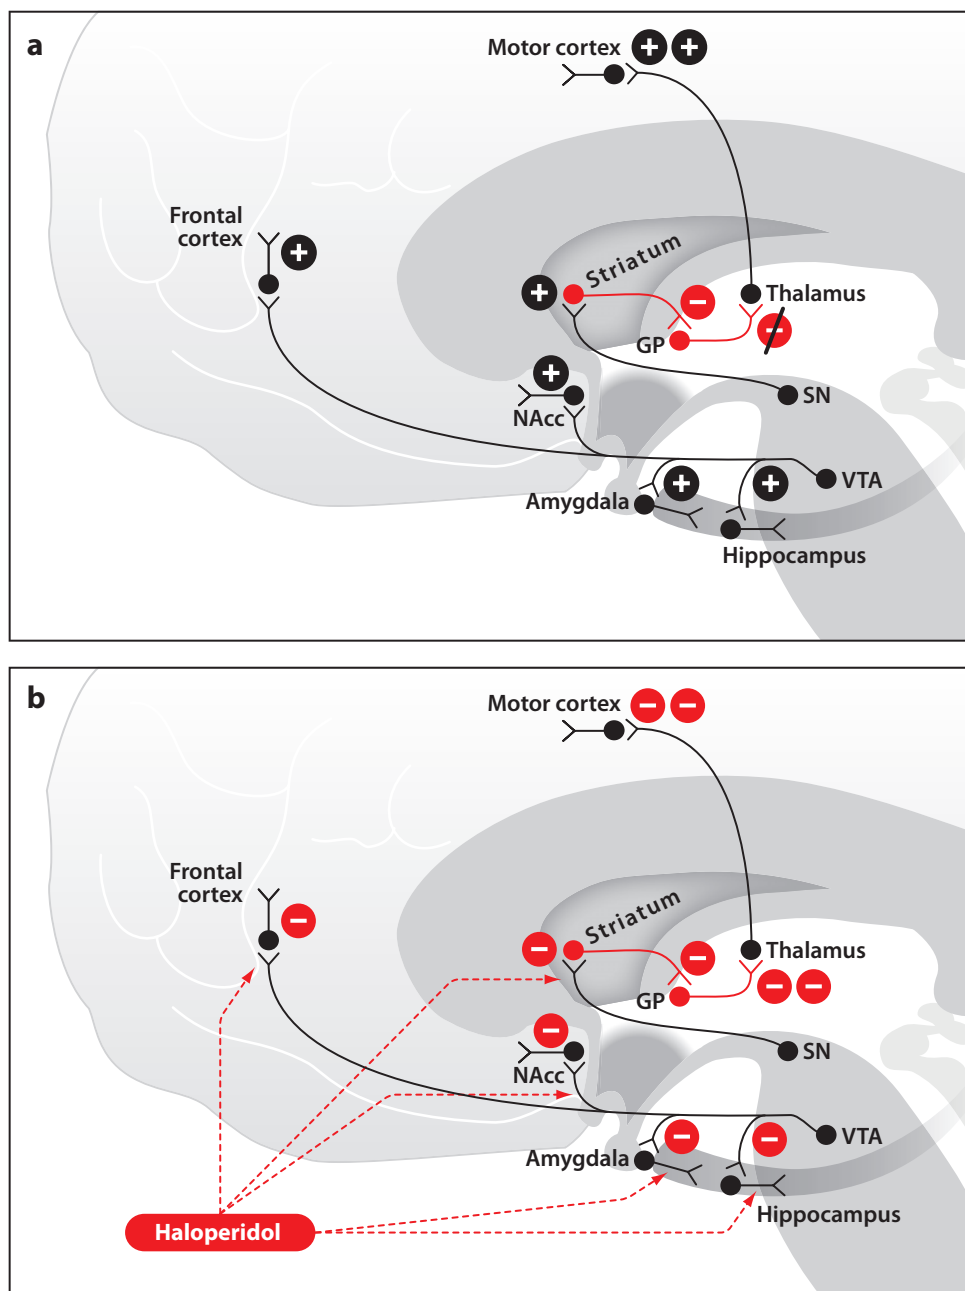 a
Motor cortex + +
Frontal
cortex
+
Striatum
+
−
Thalamus
−
GP
+
NAcc
SN
+
+
VTA
Amygdala
Hippocampus
b
Motor cortex − −
Frontal
cortex
−
Striatum
−
−
Thalamus
− −
GP
−
NAcc
SN
−
−
VTA
Amygdala
Hippocampus
Haloperidol